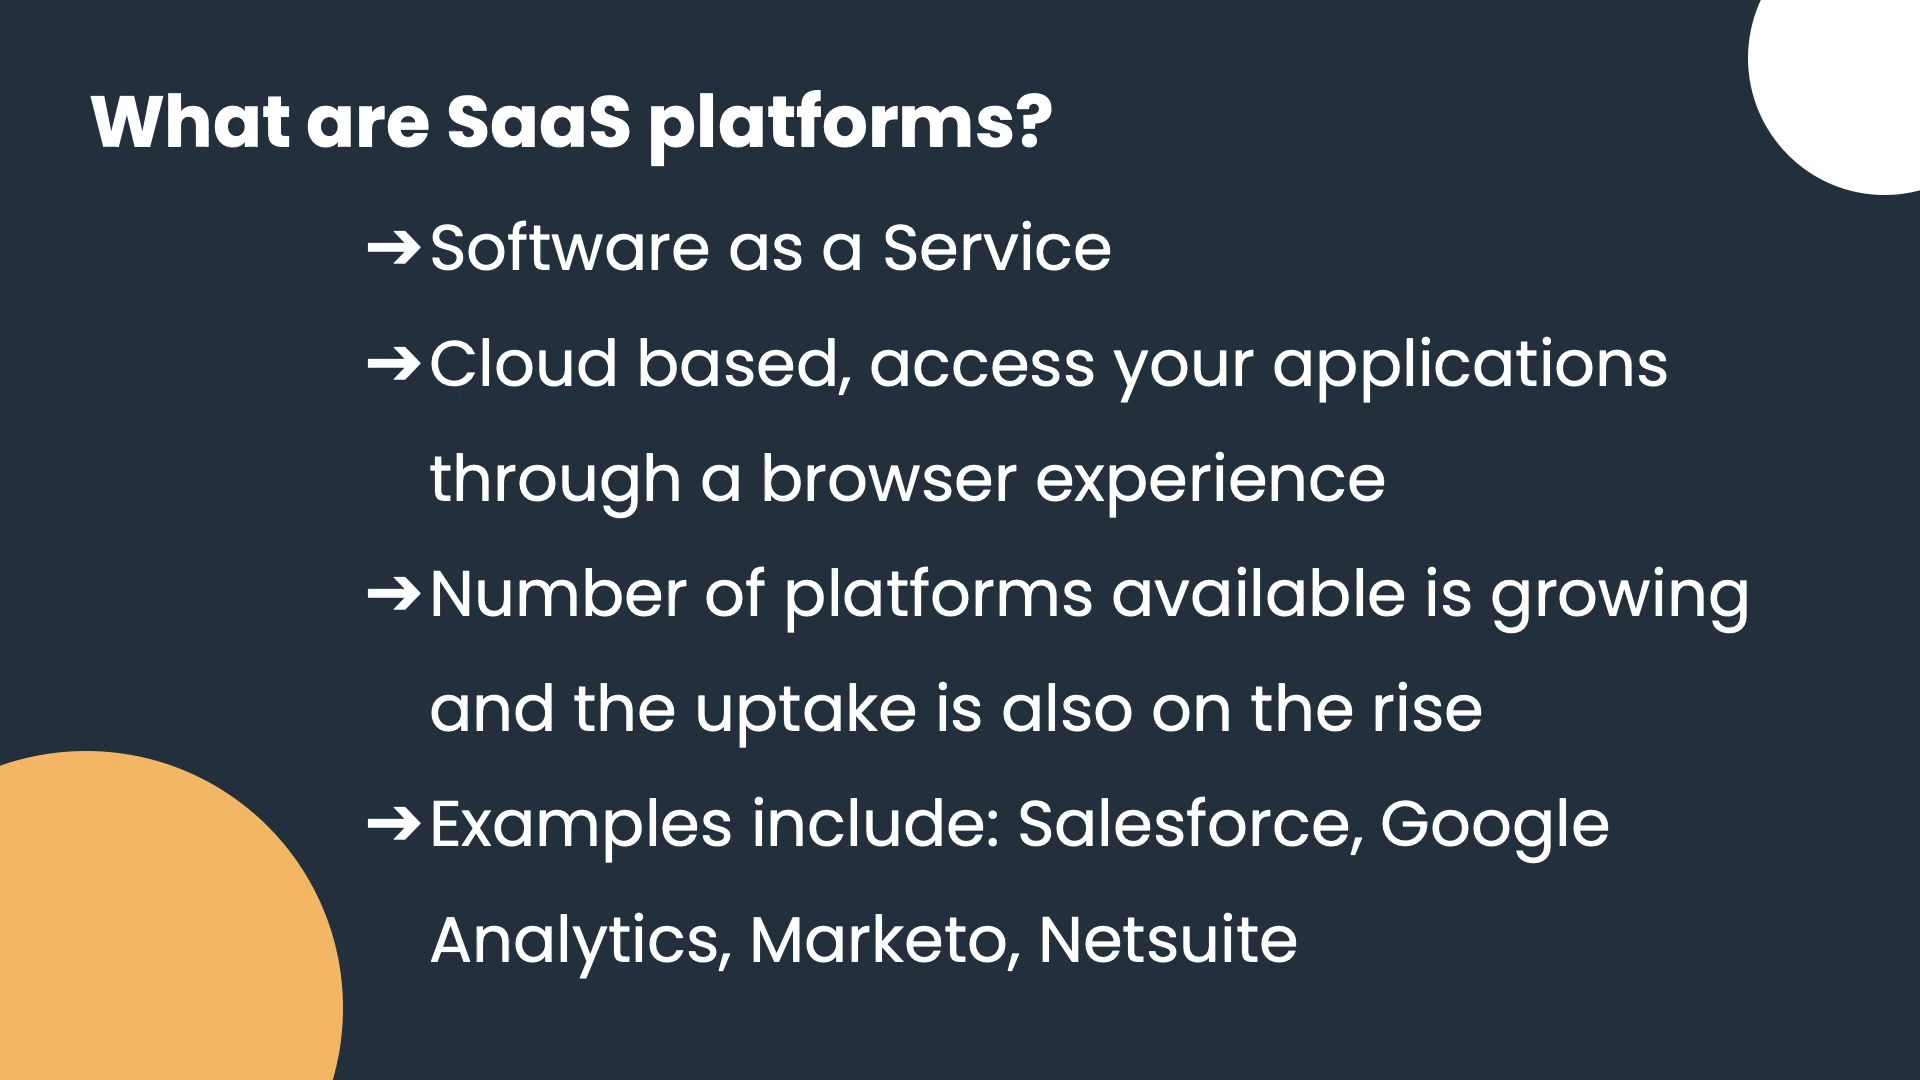 What are SaaS platforms?
➔Software as a Service
➔Cloud based, access your applications
through a browser experience
➔Number of platforms available is growing
and the uptake is also on the rise
➔Examples include: Salesforce, Google
Analytics, Marketo, Netsuite